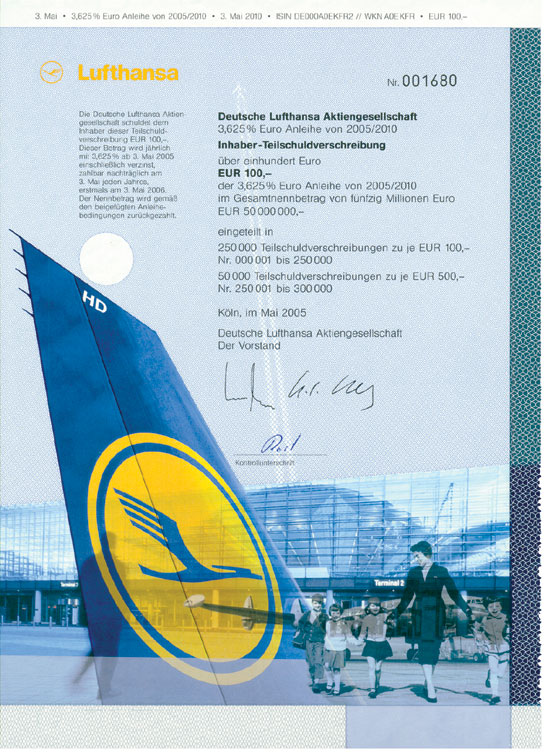 3. Mai • 3,625% Euro Anleihe von 2005/2010 • 3. Mai 2010 • ISIN DE000A0EKFR2 // WKN A0EKFR • EUR 100,–
Lufthansa
Nr. 001680
Die Deutsche Lufthansa Aktien
gesellschaft schuldet dem
Inhaber dieser Teilschuld-
verschreibung EUR 100,–.
Dieser Betrag wird jährlich
mit 3,625% ab 3. Mai 2005
einschließlich verzinst,
zahlbar nachträglich am
3. Mai jeden Jahres,
erstmals am 3. Mai 2006.
Der Nennbetrag wird gemäß
den beigefügten Anleihe-
bedingungen zurückgezahlt.
Deutsche Lufthansa Aktiengesellschaft
3,625% Euro Anleihe von 2005/2010
Inhaber-Teilschuldverschreibung
über einhundert Euro
EUR 100,–
der 3,625% Euro Anleihe von 2005/2010
im Gesamtnennbetrag von fünfzig Millionen Euro
EUR 50 000 000,–
eingeteilt in
250 000 Teilschuldverschreibungen zu je EUR 100,–
Nr. 000 001 bis 250 000
50 000 Teilschuldverschreibungen zu je EUR 500,–
Nr. 250 001 bis 300 000
Köln, im Mai 2005
Deutsche Lufthansa Aktiengesellschaft
Der Vorstand
Kontrollunterschrift
HD
Terminal 2